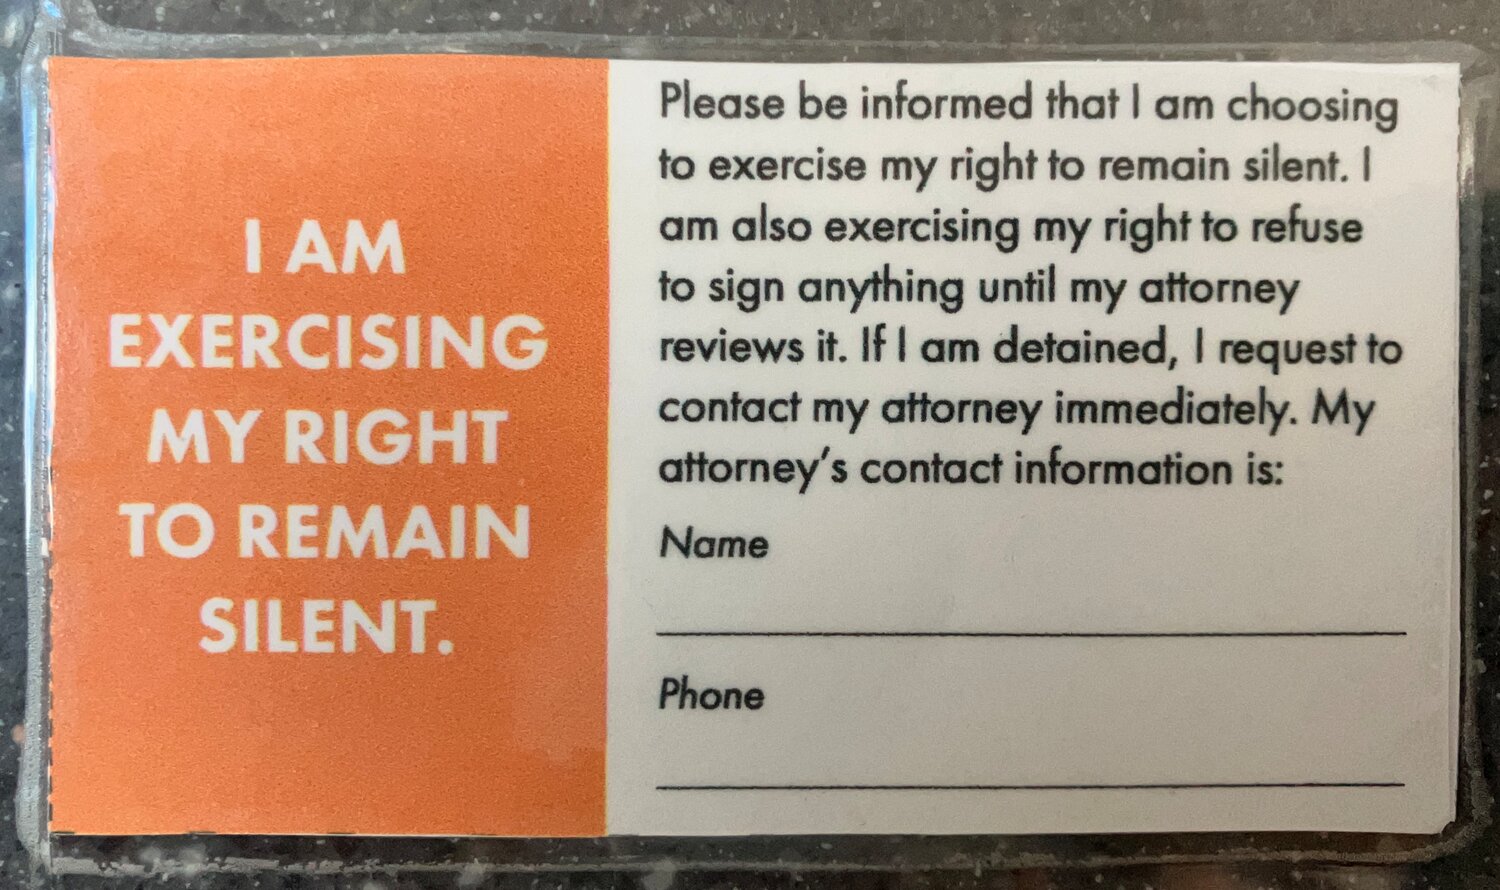 I AM
EXERCISING
MY RIGHT
TO REMAIN
SILENT.
Please be informed that I am choosing
to exercise my right to remain silent. I
am also exercising my right to refuse
to sign anything until my attorney
reviews it. If I am detained, I request to
contact my attorney immediately. My
attorney's contact information is:
Name
Phone